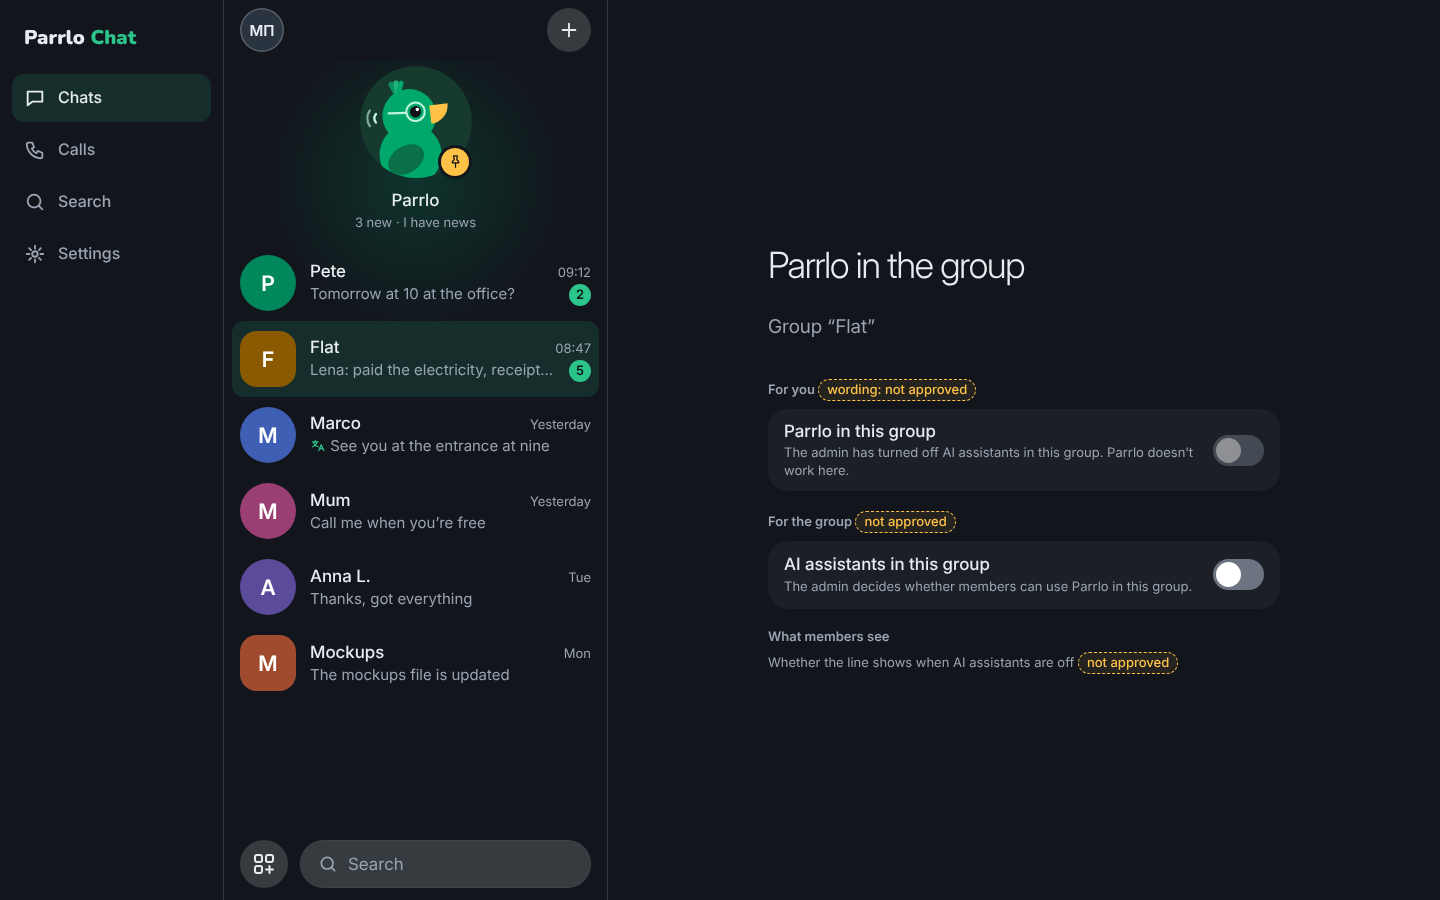 Parrlo Chat
Chats
Calls
Search
Settings
МП
Parrlo
3 new · I have news
P
Pete
09:12
Tomorrow at 10 at the office?
2
F
Flat
08:47
Lena: paid the electricity, receipt...
5
M
Marco
Yesterday
See you at the entrance at nine
M
Mum
Yesterday
Call me when you’re free
A
Anna L.
Tue
Thanks, got everything
M
Mockups
Mon
The mockups file is updated
Search
Parrlo in the group
Group “Flat”
For you wording: not approved
Parrlo in this group
The admin has turned off AI assistants in this group. Parrlo doesn’t
work here.
For the group not approved
AI assistants in this group
The admin decides whether members can use Parrlo in this group.
What members see
Whether the line shows when AI assistants are off not approved